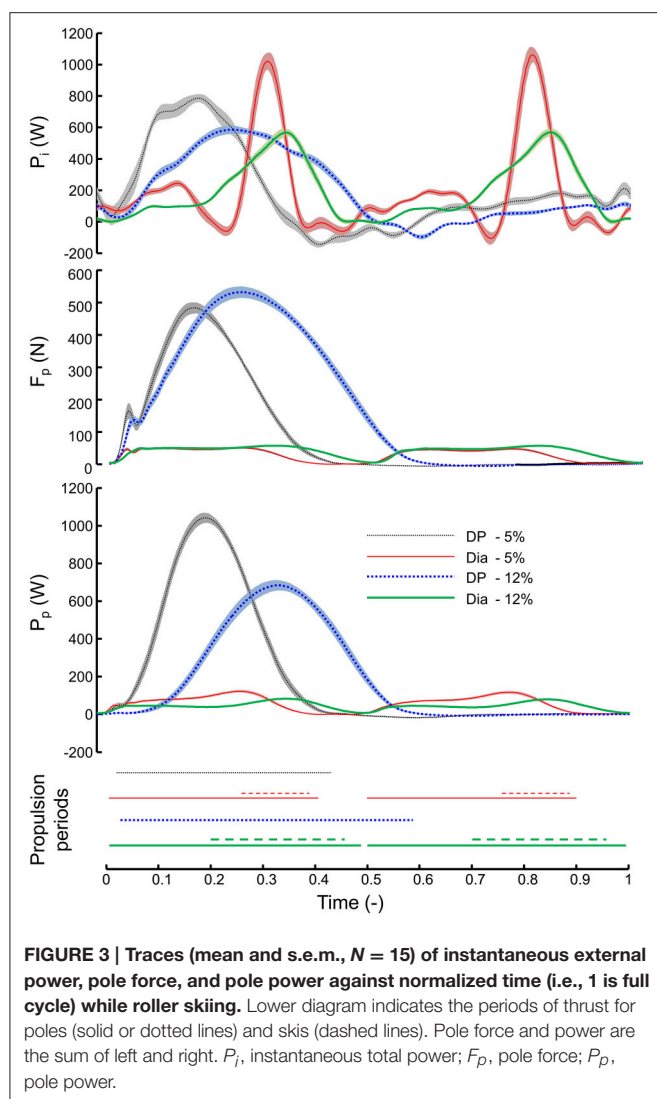 1200
1000
800
600
400
200
0
-200
P_i (W)
600
500
400
300
200
100
0
F_p (N)
1200
1000
800
600
400
200
0
-200
P_p (W)
DP - 5%
Dia - 5%
DP - 12%
Dia - 12%
Propulsion
periods
0 0.1 0.2 0.3 0.4 0.5 0.6 0.7 0.8 0.9 1
Time (-)
FIGURE 3 | Traces (mean and s.e.m., N = 15) of instantaneous external
power, pole force, and pole power against normalized time (i.e., 1 is full
cycle) while roller skiing. Lower diagram indicates the periods of thrust for
poles (solid or dotted lines) and skis (dashed lines). Pole force and power are
the sum of left and right. P_i, instantaneous total power; F_p, pole force; P_p,
pole power.